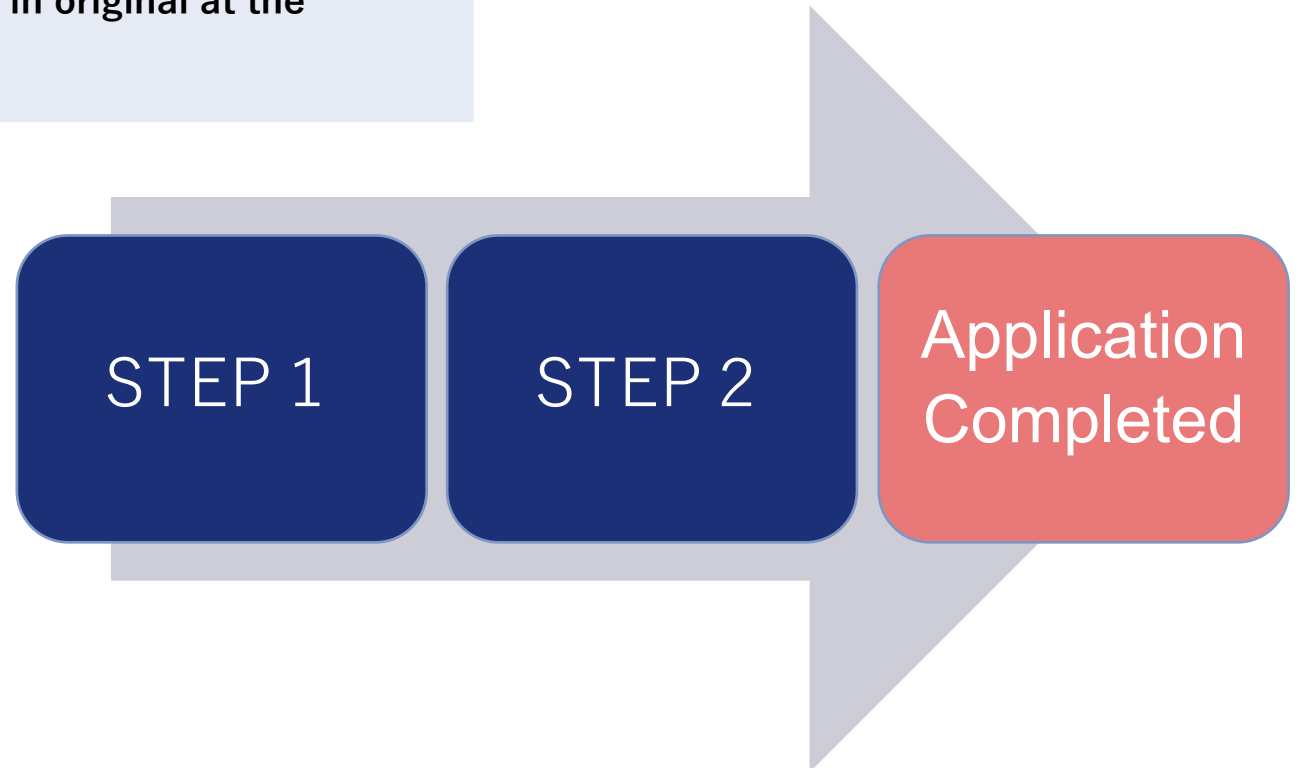 in original at the
STEP 1
STEP 2
Application
Completed